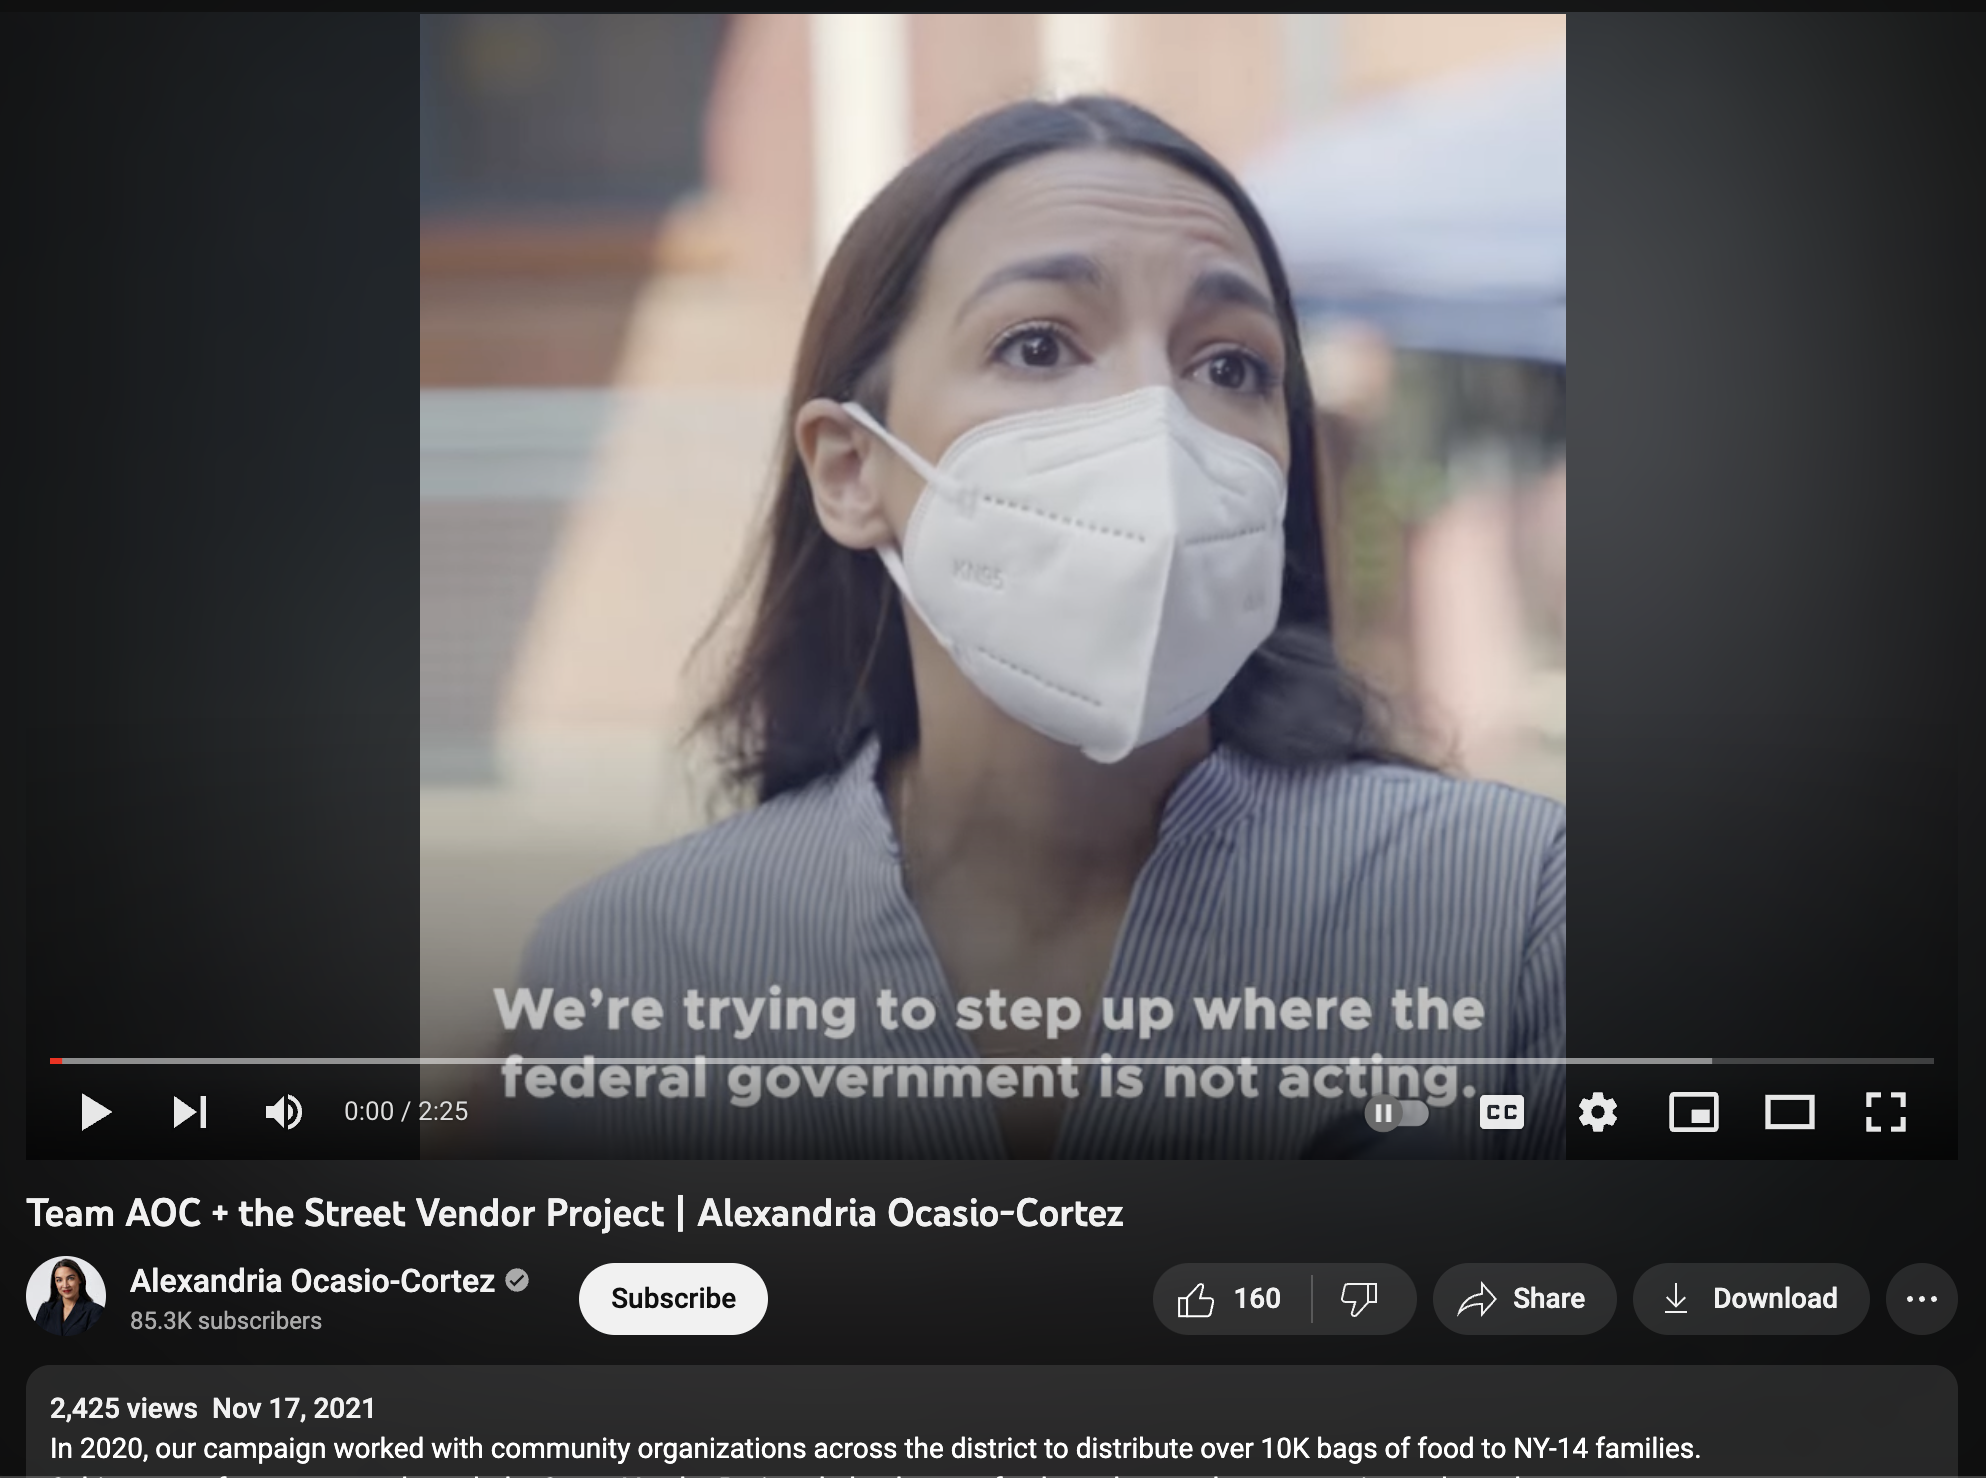 KN95
We're trying to step up where the
federal government is not acting.
0:00 / 2:25
CC
Team AOC + the Street Vendor Project | Alexandria Ocasio-Cortez
Alexandria Ocasio-Cortez
85.3K subscribers
Subscribe
160
Share
Download
2,425 views Nov 17, 2021
In 2020, our campaign worked with community organizations across the district to distribute over 10K bags of food to NY-14 families.